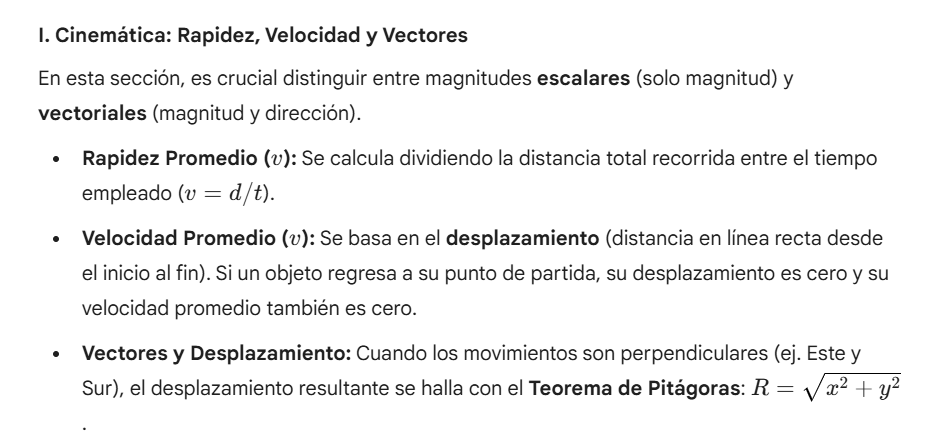 I. Cinemática: Rapidez, Velocidad y Vectores
En esta sección, es crucial distinguir entre magnitudes escalares (solo magnitud) y
vectoriales (magnitud y dirección).
• Rapidez Promedio (v): Se calcula dividiendo la distancia total recorrida entre el tiempo
empleado (v = d/t).
• Velocidad Promedio (v): Se basa en el desplazamiento (distancia en línea recta desde
el inicio al fin). Si un objeto regresa a su punto de partida, su desplazamiento es cero y su
velocidad promedio también es cero.
• Vectores y Desplazamiento: Cuando los movimientos son perpendiculares (ej. Este y
Sur), el desplazamiento resultante se halla con el Teorema de Pitágoras: R = √(x² + y²)
.